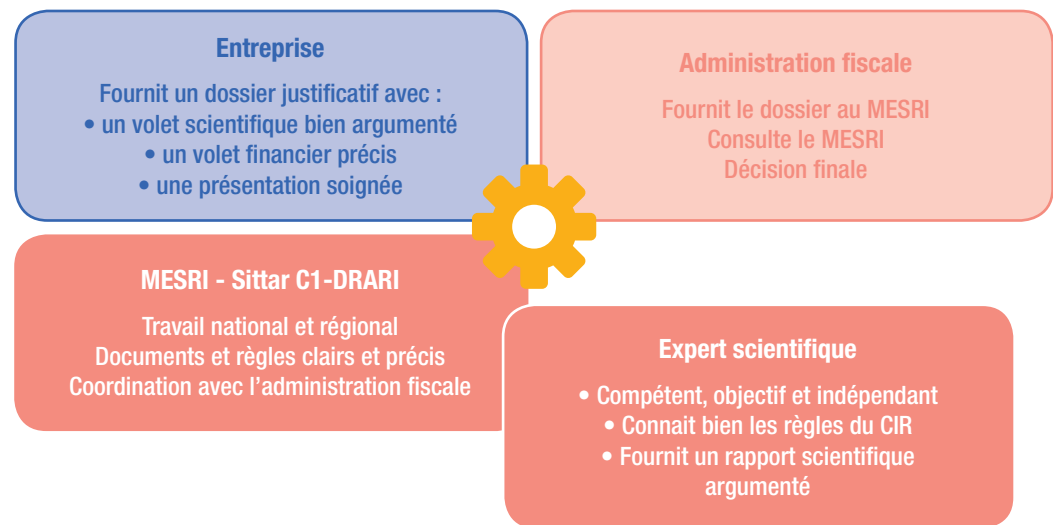 Entreprise
Fournit un dossier justificatif avec :
• un volet scientifique bien argumenté
• un volet financier précis
• une présentation soignée
Administration fiscale
Fournit le dossier au MESRI
Consulte le MESRI
Décision finale
MESRI - Sittar C1-DRARI
Travail national et régional
Documents et règles clairs et précis
Coordination avec l’administration fiscale
Expert scientifique
• Compétent, objectif et indépendant
• Connait bien les règles du CIR
• Fournit un rapport scientifique
argumenté